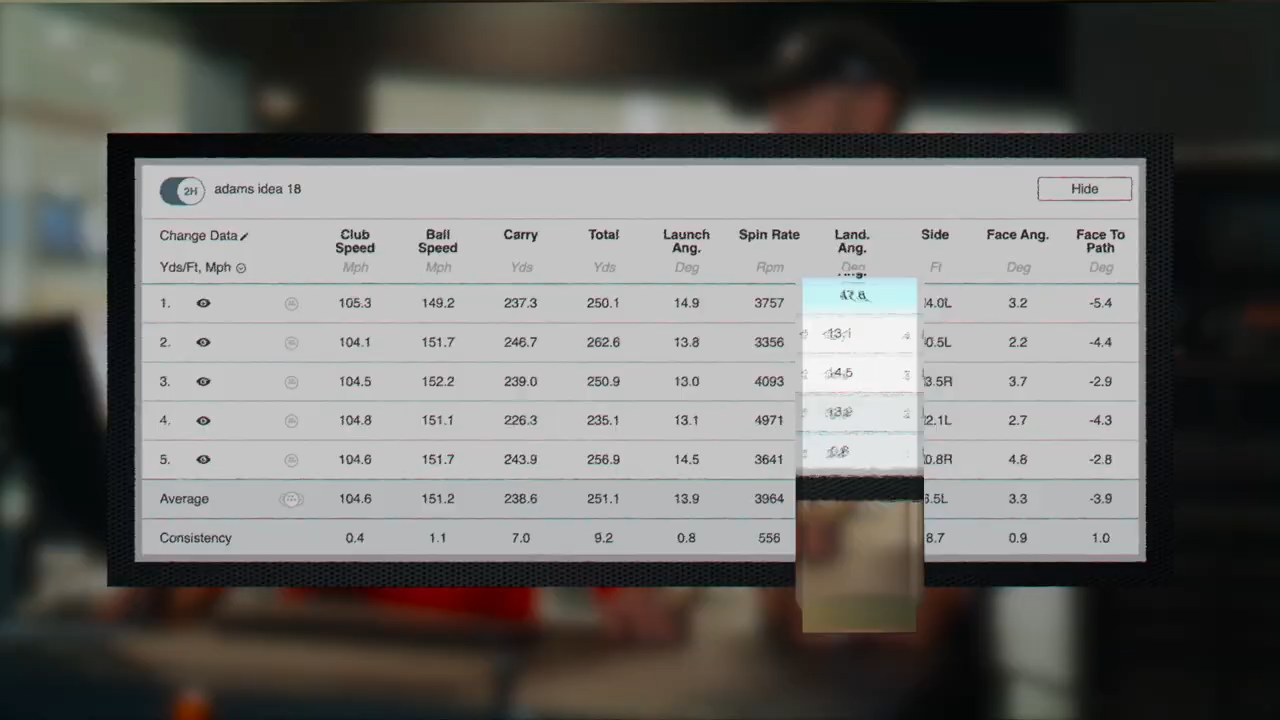 2H adams idea 18 Hide
Change Data Club Speed Ball Speed Carry Total Launch Ang. Spin Rate Land. Ang. Side Face Ang. Face To Path
Yds/Ft, Mph Mph Mph Yds Yds Deg Rpm Deg Ft Deg Deg
1. 105.3 149.2 237.3 250.1 14.9 3757 3.2 -5.4
2. 104.1 151.7 246.7 262.6 13.8 3356 2.2 -4.4
3. 104.5 152.2 239.0 250.9 13.0 4093 3.7 -2.9
4. 104.8 151.1 226.3 235.1 13.1 4971 2.7 -4.3
5. 104.6 151.7 243.9 256.9 14.5 3641 4.8 -2.8
Average 104.6 151.2 238.6 251.1 13.9 3964 3.3 -3.9
Consistency 0.4 1.1 7.0 9.2 0.8 556 8.7 0.9 1.0